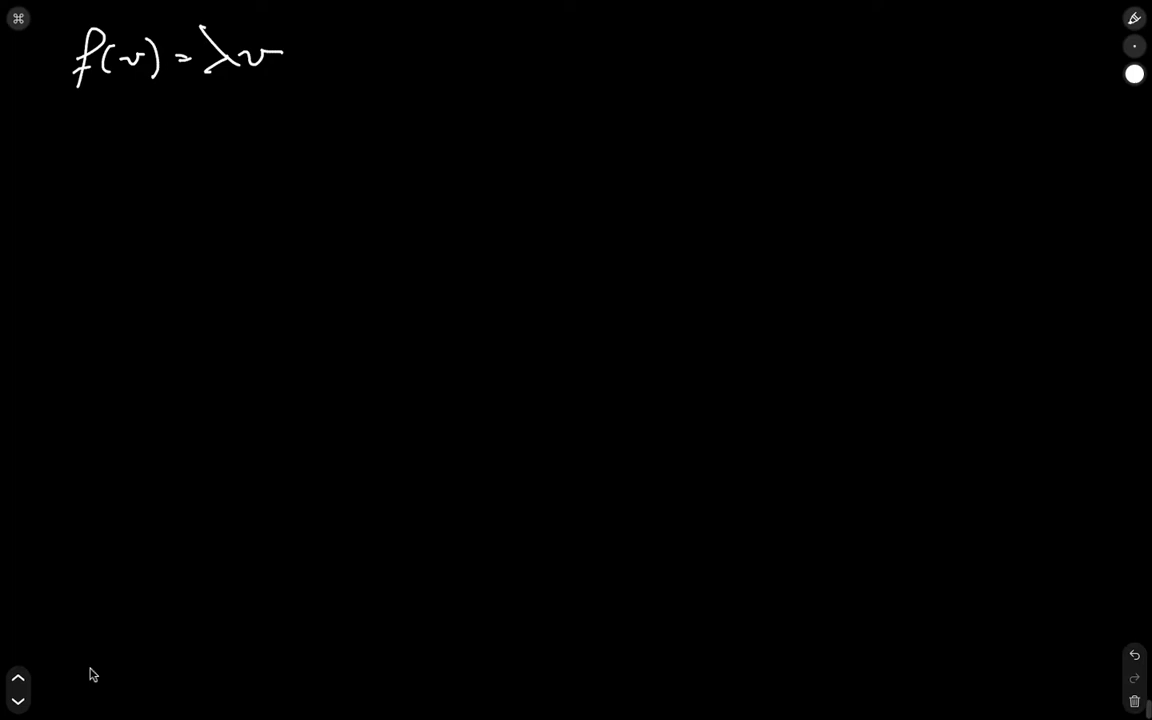 f(v) = λv